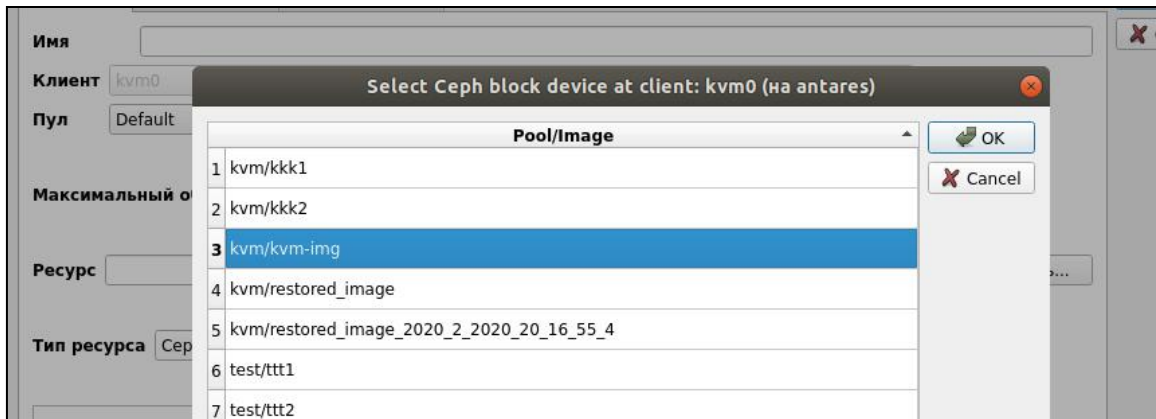 Имя
Клиент kvm0
Select Ceph block device at client: kvm0 (на antares)
Пул Default
Pool/Image
OK
1 kvm/kkk1
Cancel
Максимальный о
2 kvm/kkk2
3 kvm/kvm-img
Ресурс
ь...
4 kvm/restored_image
5 kvm/restored_image_2020_2_2020_20_16_55_4
Тип ресурса Cep
6 test/ttt1
7 test/ttt2